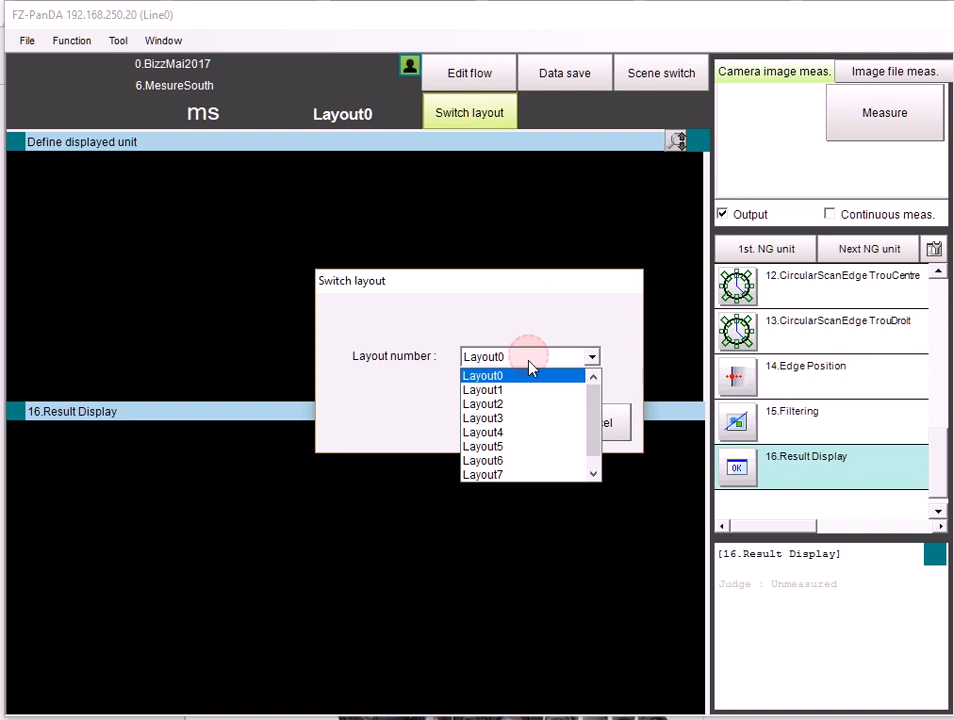 FZ-PanDA 192.168.250.20 (Line0)
File Function Tool Window
0.BizzMai2017
6.MesureSouth
ms
Layout0
Edit flow
Data save
Scene switch
Switch layout
Define displayed unit
Switch layout
Layout number :
Layout0
Layout0
Layout1
Layout2
Layout3
Layout4
Layout5
Layout6
Layout7
16.Result Display
Camera image meas.
Image file meas.
Measure
Output
Continuous meas.
1st. NG unit
Next NG unit
12.CircularScanEdge TrouCentre
13.CircularScanEdge TrouDroit
14.Edge Position
15.Filtering
OK
16.Result Display
[16.Result Display]
Judge : Unmeasured